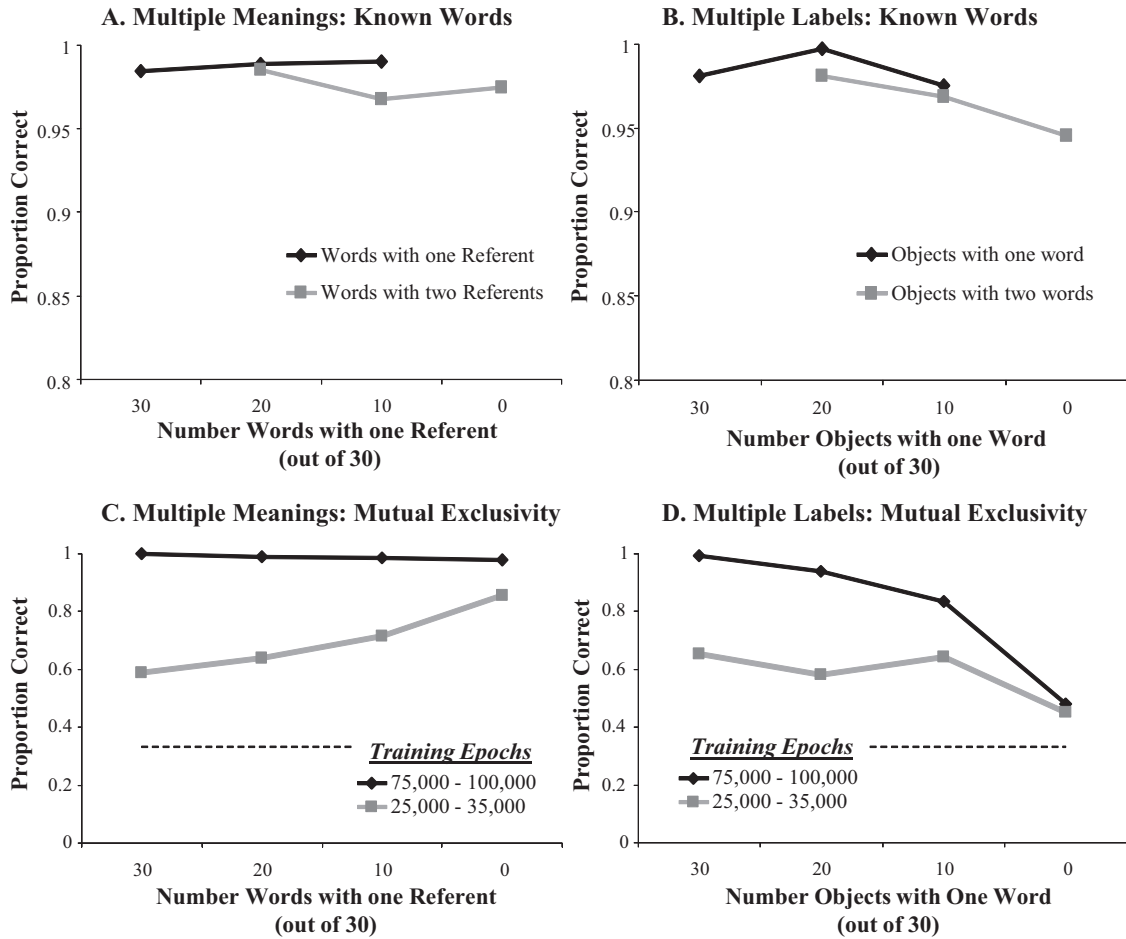 A. Multiple Meanings: Known Words
Proportion Correct
1
0.95
0.9
0.85
0.8
Words with one Referent
Words with two Referents
30 20 10 0
Number Words with one Referent
(out of 30)
B. Multiple Labels: Known Words
Proportion Correct
1
0.95
0.9
0.85
0.8
Objects with one word
Objects with two words
30 20 10 0
Number Objects with one Word
(out of 30)
C. Multiple Meanings: Mutual Exclusivity
Proportion Correct
1
0.8
0.6
0.4
0.2
0
Training Epochs
75,000 - 100,000
25,000 - 35,000
30 20 10 0
Number Words with one Referent
(out of 30)
D. Multiple Labels: Mutual Exclusivity
Proportion Correct
1
0.8
0.6
0.4
0.2
0
Training Epochs
75,000 - 100,000
25,000 - 35,000
30 20 10 0
Number Objects with One Word
(out of 30)